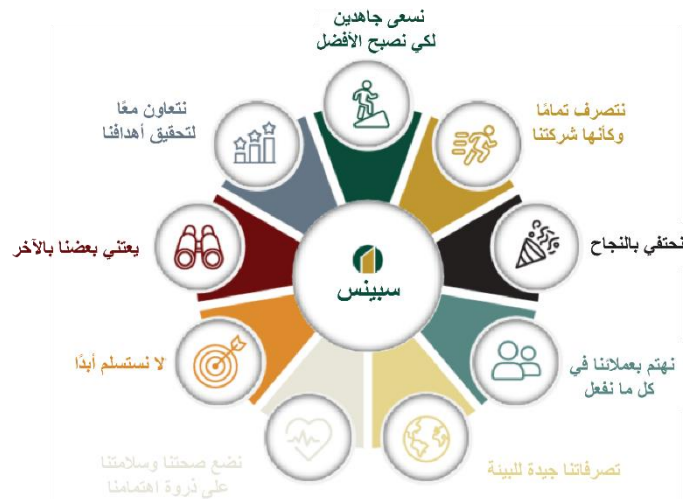 نسعى جاهدين
لكي نصبح الأفضل
نتصرف تمامًا
وكأنها شركتنا
نحتفي بالنجاح
نهتم بعملائنا في
كل ما نفعل
تصرفاتنا جيدة للبيئة
نضع صحتنا وسلامتنا
على ذروة اهتمامنا
لا نستسلم أبدًا
يعتني بعضنا بالآخر
نتعاون معًا
لتحقيق أهدافنا
سبينس